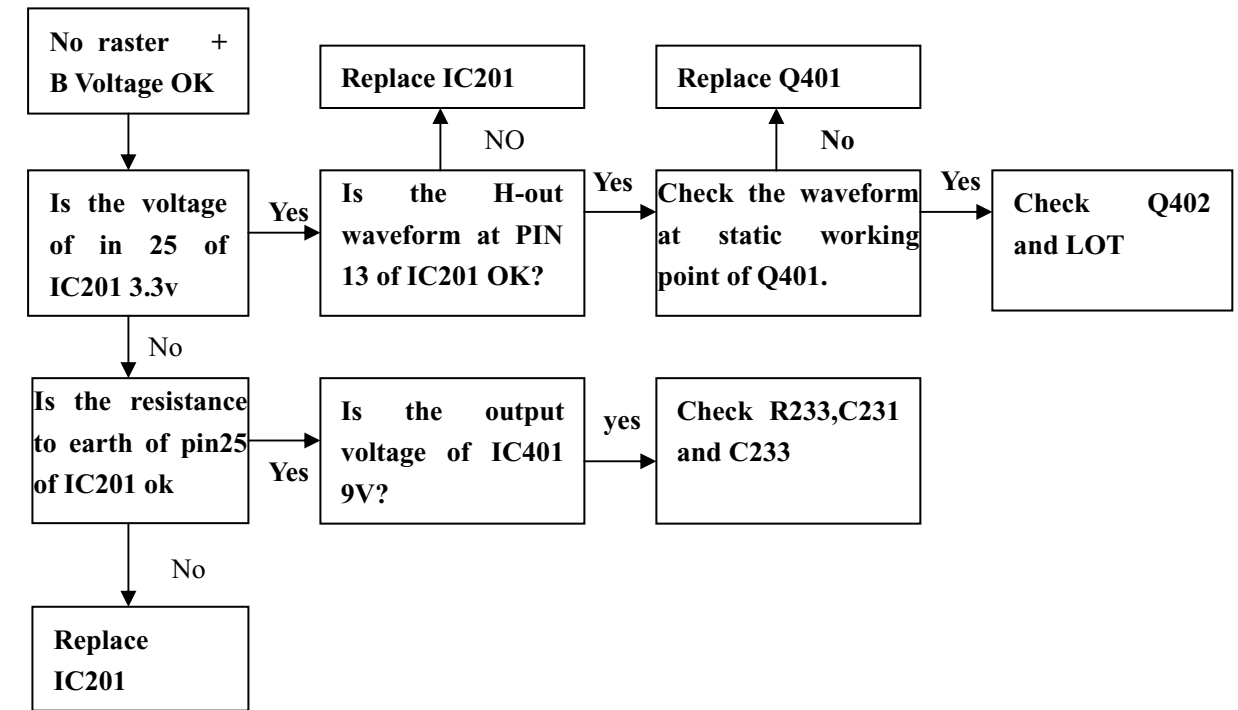 No raster +
B Voltage OK
Replace IC201
Replace Q401
NO
No
Is the voltage
of in 25 of
IC201 3.3v
Yes
Is the H-out
waveform at PIN
13 of IC201 OK?
Yes
Check the waveform
at static working
point of Q401.
Yes
Check Q402
and LOT
No
Is the resistance
to earth of pin25
of IC201 ok
Yes
Is the output
voltage of IC401
9V?
yes
Check R233,C231
and C233
No
Replace
IC201